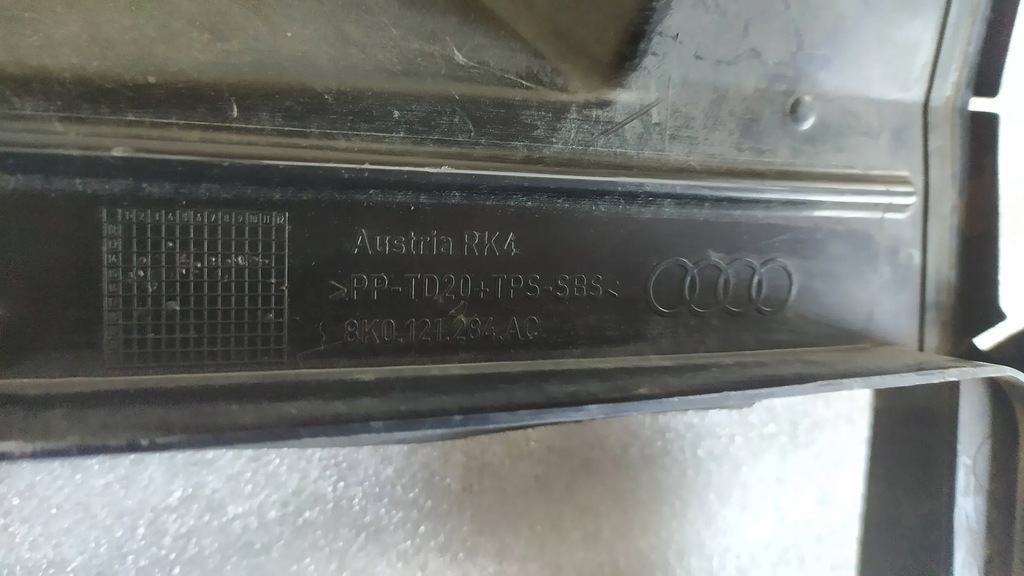 Austria RK4
>PP-TD20+TPS-SBS<
8K0.121.284.AC